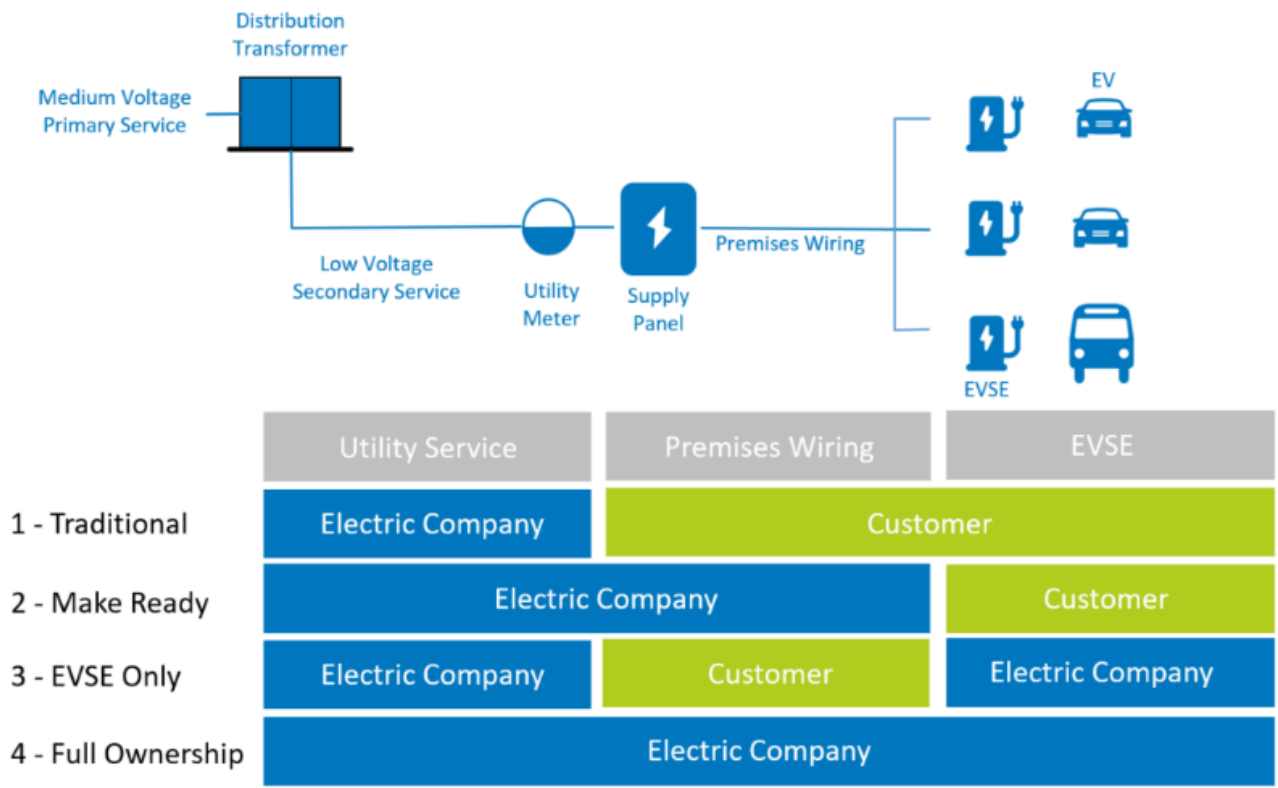 Distribution
Transformer
Medium Voltage
Primary Service
EV
Premises Wiring
Low Voltage
Secondary Service
Utility
Meter
Supply
Panel
EVSE
Utility Service
Premises Wiring
EVSE
1 - Traditional
Electric Company
Customer
2 - Make Ready
Electric Company
Customer
3 - EVSE Only
Electric Company
Customer
Electric Company
4 - Full Ownership
Electric Company